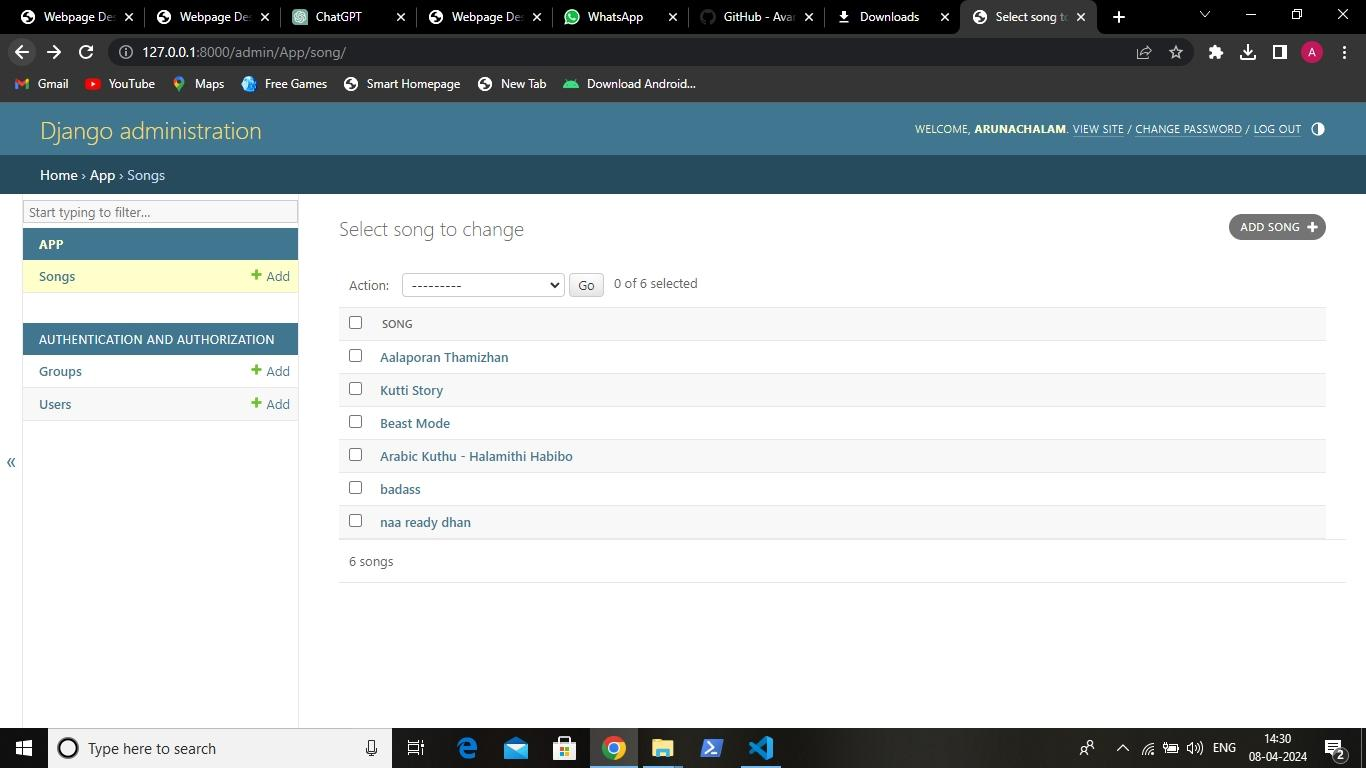 Webpage Des
Webpage Des
ChatGPT
Webpage Des
WhatsApp
GitHub - Avar
Downloads
Select song to
127.0.0.1:8000/admin/App/song/
A
Gmail
YouTube
Maps
Free Games
Smart Homepage
New Tab
Download Android...
Django administration
WELCOME, ARUNACHALAM. VIEW SITE / CHANGE PASSWORD / LOG OUT
Home › App › Songs
Start typing to filter...
APP
Songs + Add
AUTHENTICATION AND AUTHORIZATION
Groups + Add
Users + Add
«
Select song to change
ADD SONG +
Action: --------- Go 0 of 6 selected
SONG
Aalaporan Thamizhan
Kutti Story
Beast Mode
Arabic Kuthu - Halamithi Habibo
badass
naa ready dhan
6 songs
Type here to search
ENG
14:30
08-04-2024
2